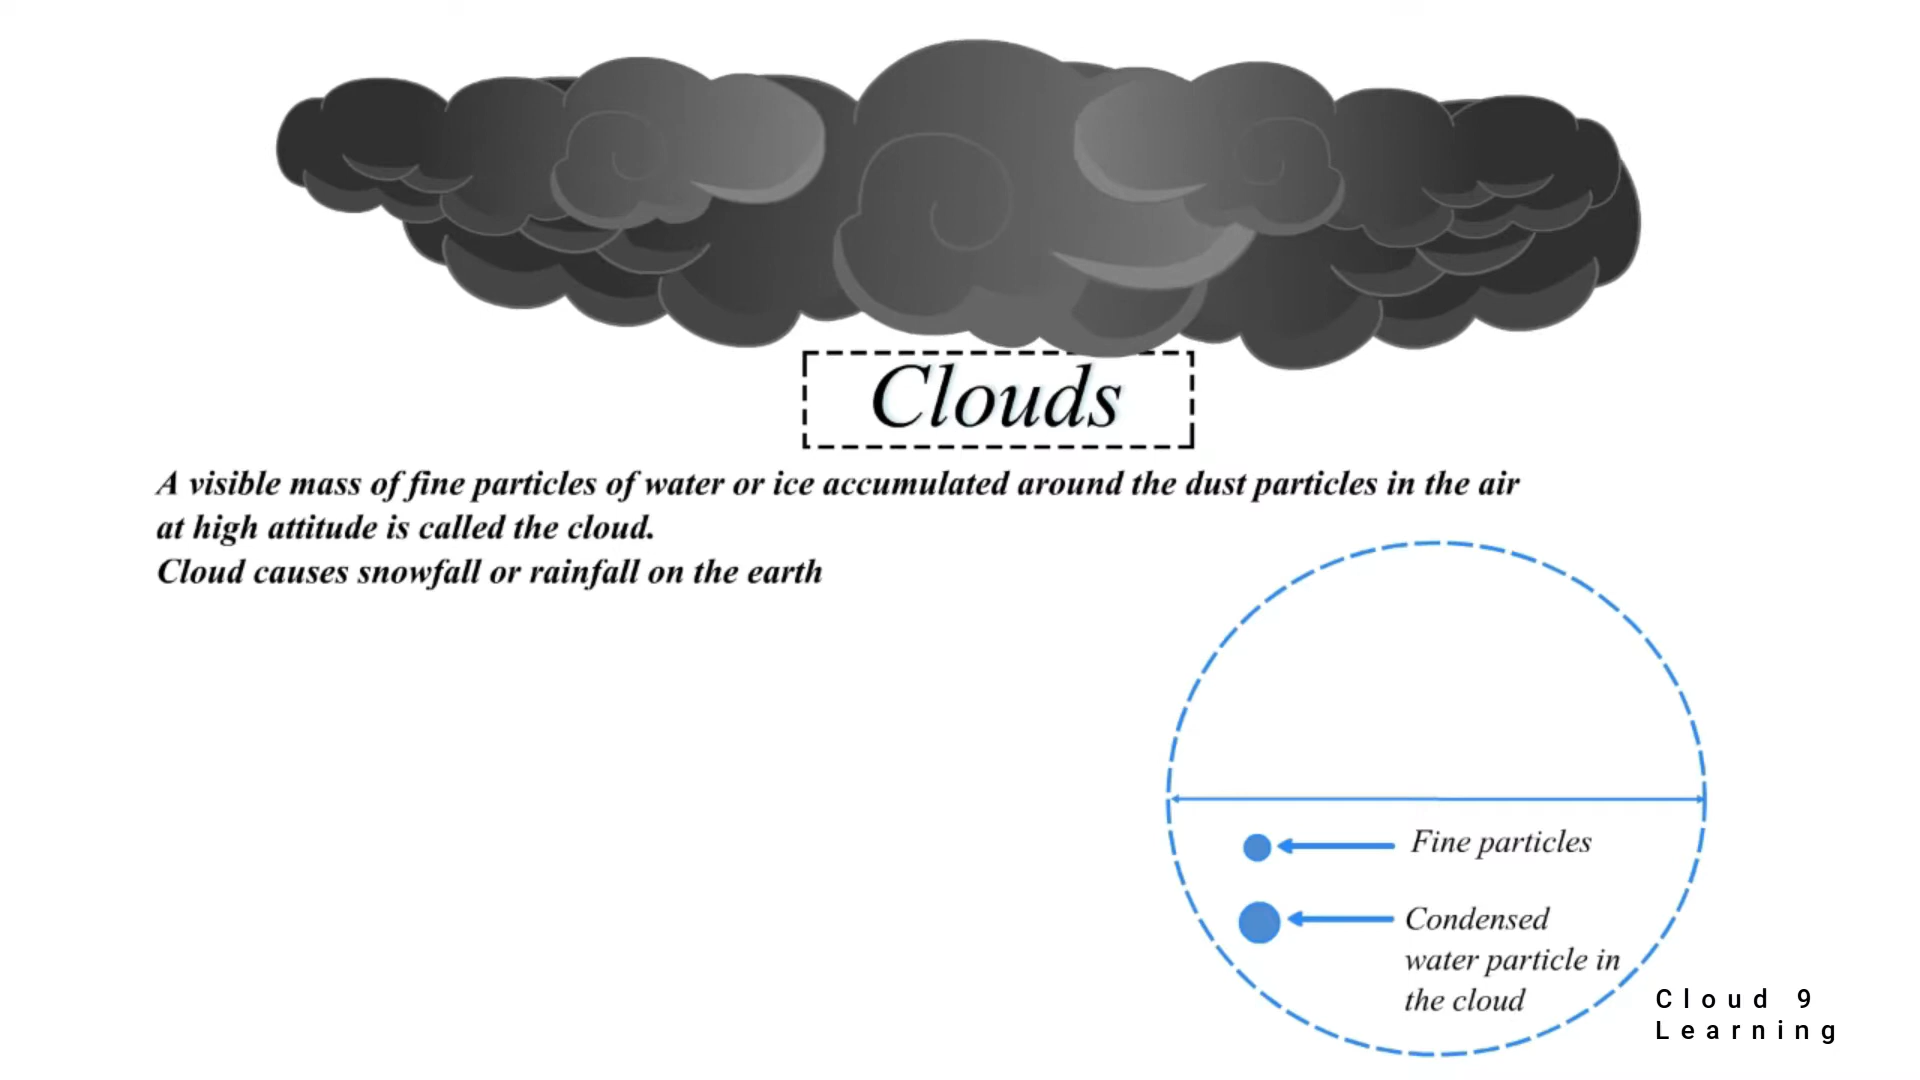 Clouds
A visible mass of fine particles of water or ice accumulated around the dust particles in the air
at high attitude is called the cloud.
Cloud causes snowfall or rainfall on the earth
Fine particles
Condensed
water particle in
the cloud
Cloud 9
Learning